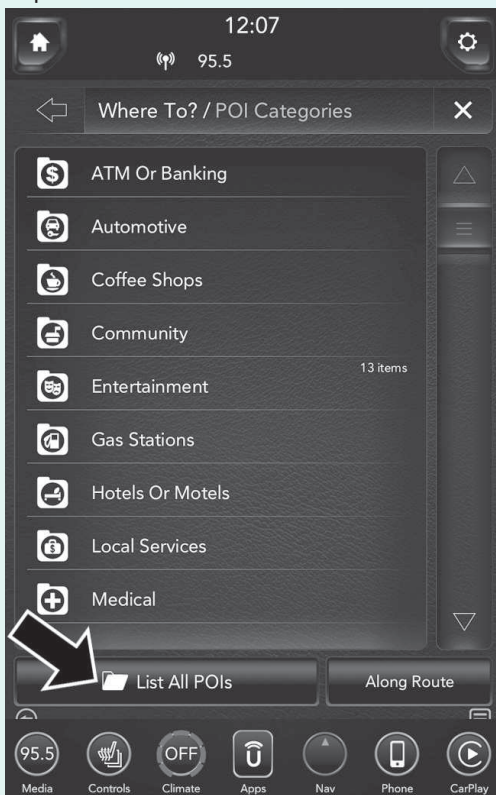 12:07
95.5
Where To? / POI Categories
ATM Or Banking
Automotive
Coffee Shops
Community
13 items
Entertainment
Gas Stations
Hotels Or Motels
Local Services
Medical
List All POIs
Along Route
95.5
OFF
Media Controls Climate Apps Nav Phone CarPlay